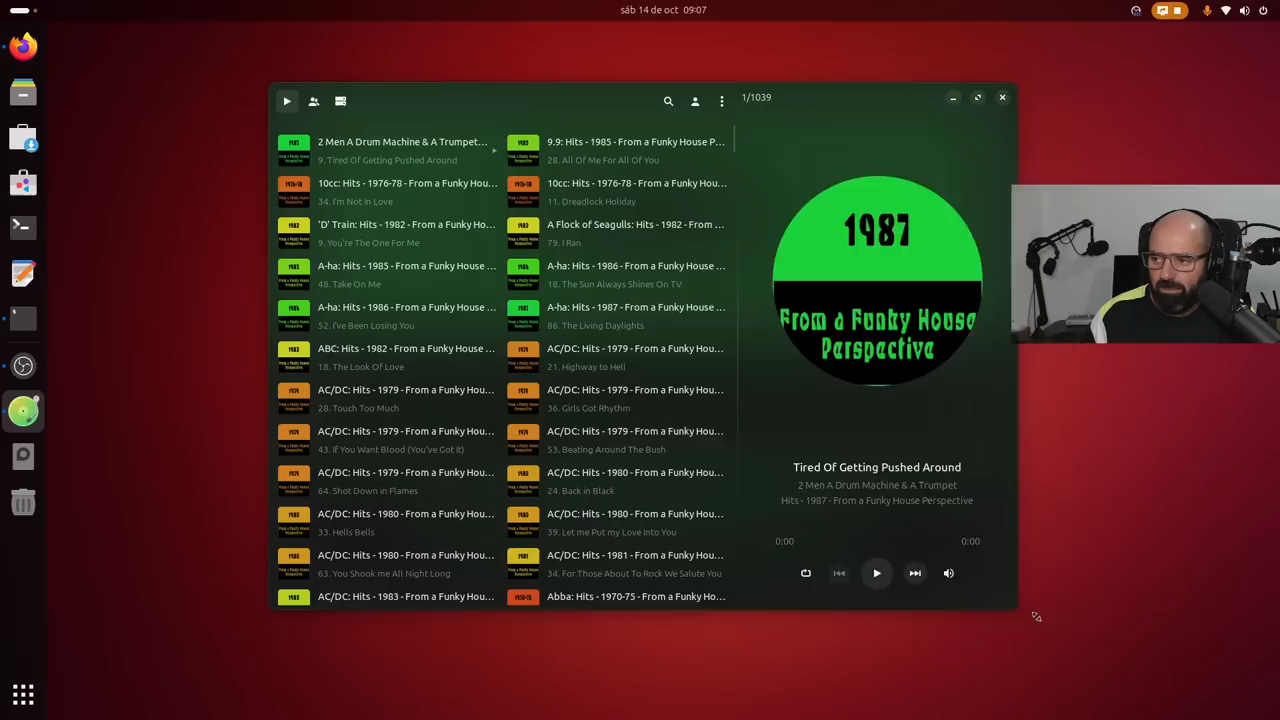 sáb 14 de oct 09:07
1/1039
2 Men A Drum Machine & A Trumpet...
9. Tired Of Getting Pushed Around
9.9: Hits - 1985 - From a Funky House P...
28. All Of Me For All Of You
10cc: Hits - 1976-78 - From a Funky Hou...
34. I'm Not In Love
10cc: Hits - 1976-78 - From a Funky Hou...
11. Dreadlock Holiday
'D' Train: Hits - 1982 - From a Funky Ho...
9. You're The One For Me
A Flock of Seagulls: Hits - 1982 - From ...
79. I Ran
A-ha: Hits - 1985 - From a Funky House ...
48. Take On Me
A-ha: Hits - 1986 - From a Funky House ...
18. The Sun Always Shines On TV
A-ha: Hits - 1986 - From a Funky House ...
52. I've Been Losing You
A-ha: Hits - 1987 - From a Funky House ...
86. The Living Daylights
ABC: Hits - 1982 - From a Funky House ...
18. The Look Of Love
AC/DC: Hits - 1979 - From a Funky Hou...
21. Highway to Hell
AC/DC: Hits - 1979 - From a Funky Hou...
28. Touch Too Much
AC/DC: Hits - 1979 - From a Funky Hou...
36. Girls Got Rhythm
AC/DC: Hits - 1979 - From a Funky Hou...
43. If You Want Blood (You've Got it)
AC/DC: Hits - 1979 - From a Funky Hou...
53. Beating Around The Bush
AC/DC: Hits - 1979 - From a Funky Hou...
64. Shot Down in Flames
AC/DC: Hits - 1980 - From a Funky Hou...
24. Back in Black
AC/DC: Hits - 1980 - From a Funky Hou...
33. Hells Bells
AC/DC: Hits - 1980 - From a Funky Hou...
39. Let me Put my Love Into You
AC/DC: Hits - 1980 - From a Funky Hou...
63. You Shook me All Night Long
AC/DC: Hits - 1981 - From a Funky Hou...
34. For Those About To Rock We Salute You
AC/DC: Hits - 1983 - From a Funky Hou...
Abba: Hits - 1970-75 - From a Funky Ho...
1987
From a Funky House
Perspective
Tired Of Getting Pushed Around
2 Men A Drum Machine & A Trumpet
Hits - 1987 - From a Funky House Perspective
0:00
0:00